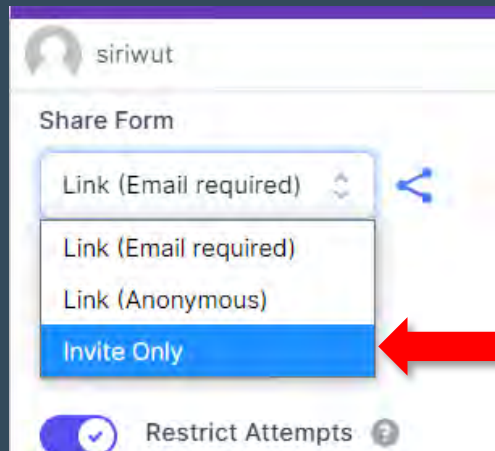 siriwut
Share Form
Link (Email required)
Link (Email required)
Link (Anonymous)
Invite Only
Restrict Attempts ?